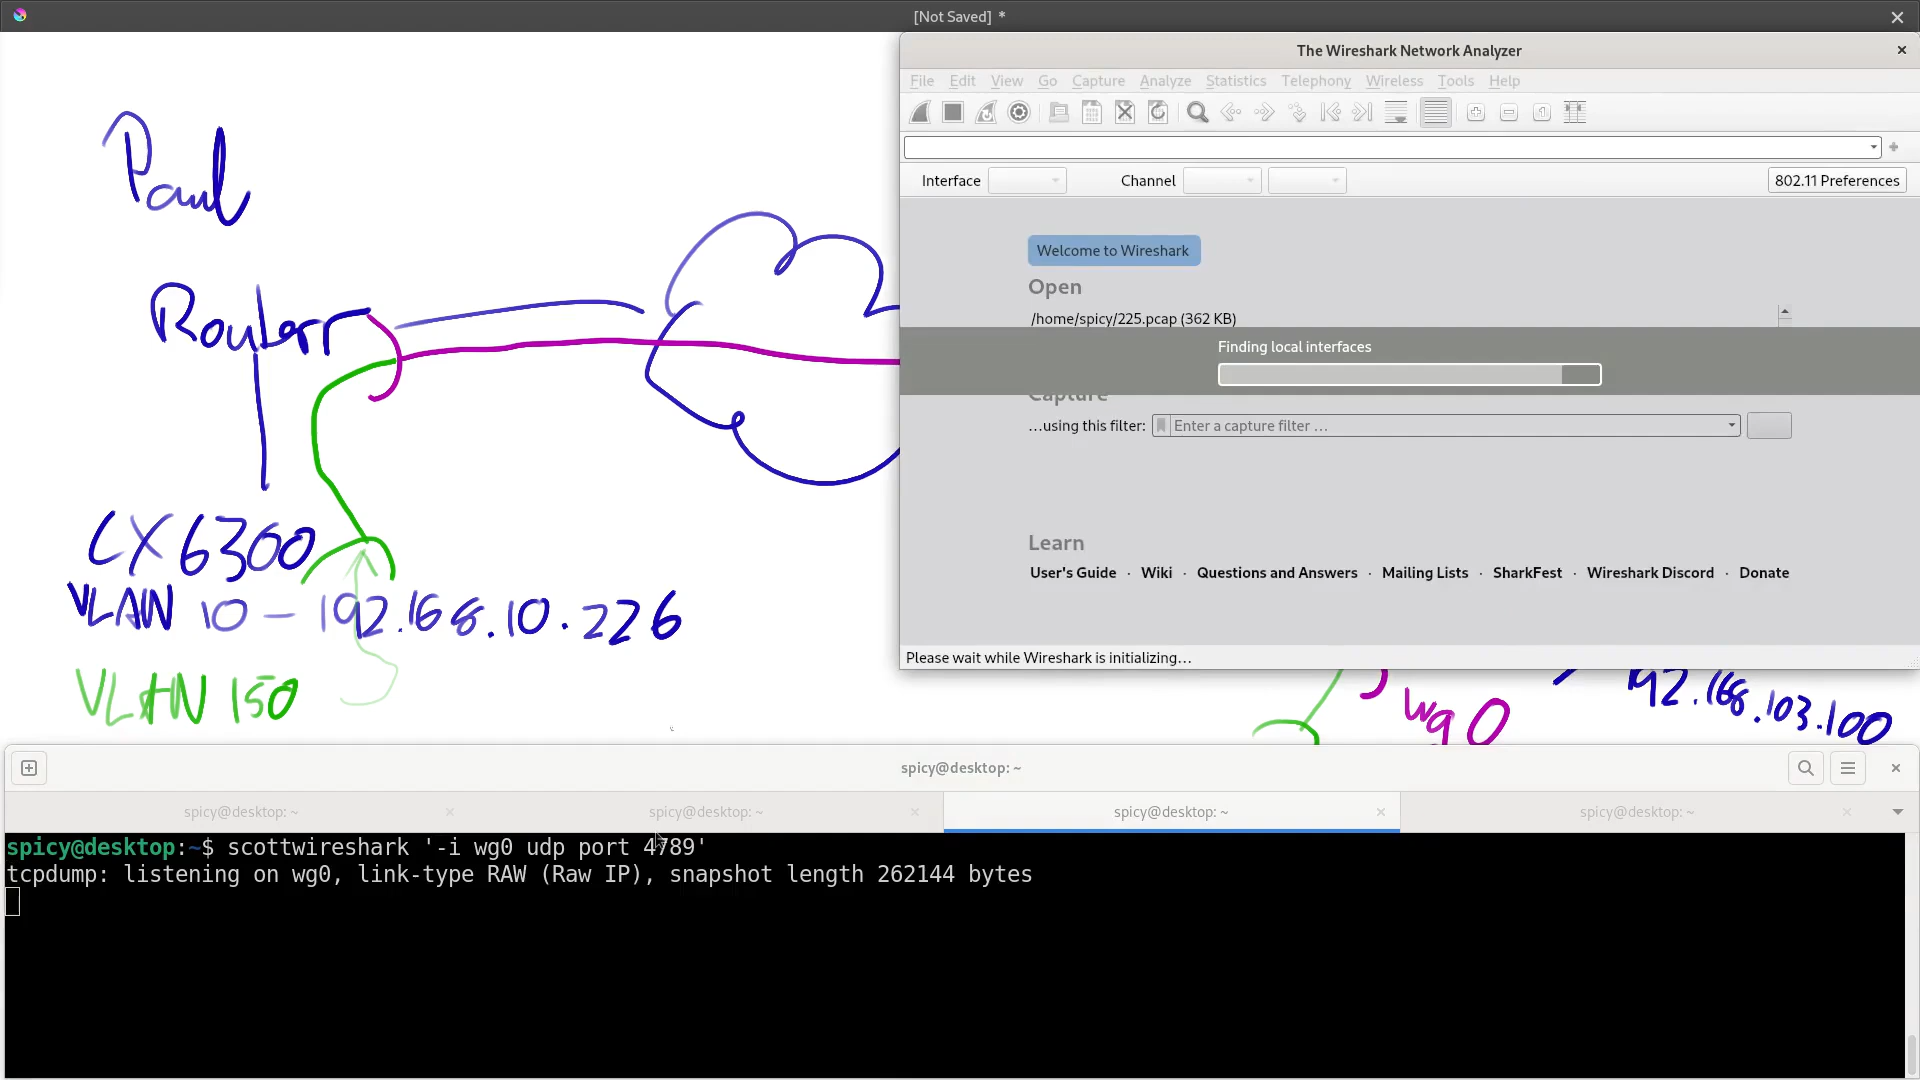 [Not Saved] *
The Wireshark Network Analyzer
File Edit View Go Capture Analyze Statistics Telephony Wireless Tools Help
Interface Channel 802.11 Preferences
Welcome to Wireshark
Open
/home/spicy/225.pcap (362 KB)
Finding local interfaces
Capture
...using this filter: Enter a capture filter ...
Learn
User's Guide · Wiki · Questions and Answers · Mailing Lists · SharkFest · Wireshark Discord · Donate
Please wait while Wireshark is initializing...
Paul
Router
CX 6300
VLAN 10 - 192.168.10.226
VLAN 150
wg0
192.168.103.100
spicy@desktop: ~
spicy@desktop: ~ spicy@desktop: ~ spicy@desktop: ~ spicy@desktop: ~
spicy@desktop:~$ scottwireshark '-i wg0 udp port 4789'
tcpdump: listening on wg0, link-type RAW (Raw IP), snapshot length 262144 bytes